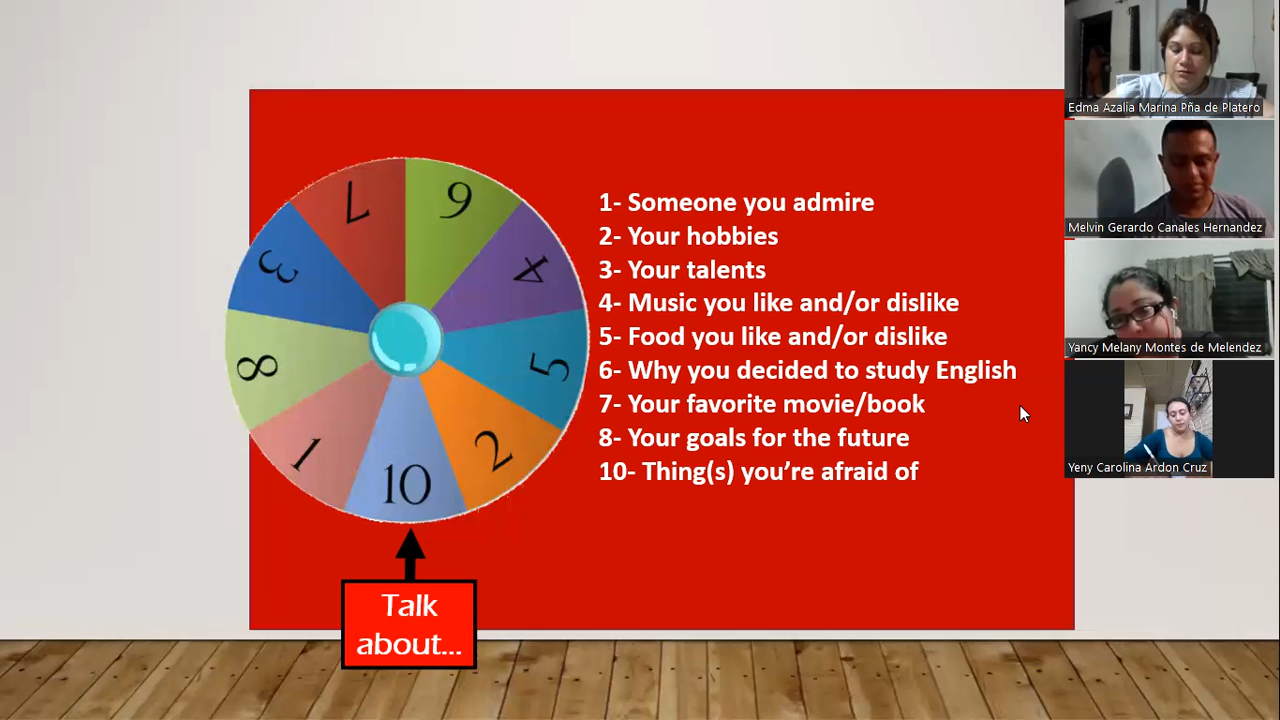 7
6
3
4
8
5
1
10
2
1- Someone you admire
2- Your hobbies
3- Your talents
4- Music you like and/or dislike
5- Food you like and/or dislike
6- Why you decided to study English
7- Your favorite movie/book
8- Your goals for the future
10- Thing(s) you’re afraid of
Talk
about...
Edma Azalia Marina Pña de Platero
Melvin Gerardo Canales Hernandez
Yancy Melany Montes de Melendez
Yeny Carolina Ardon Cruz